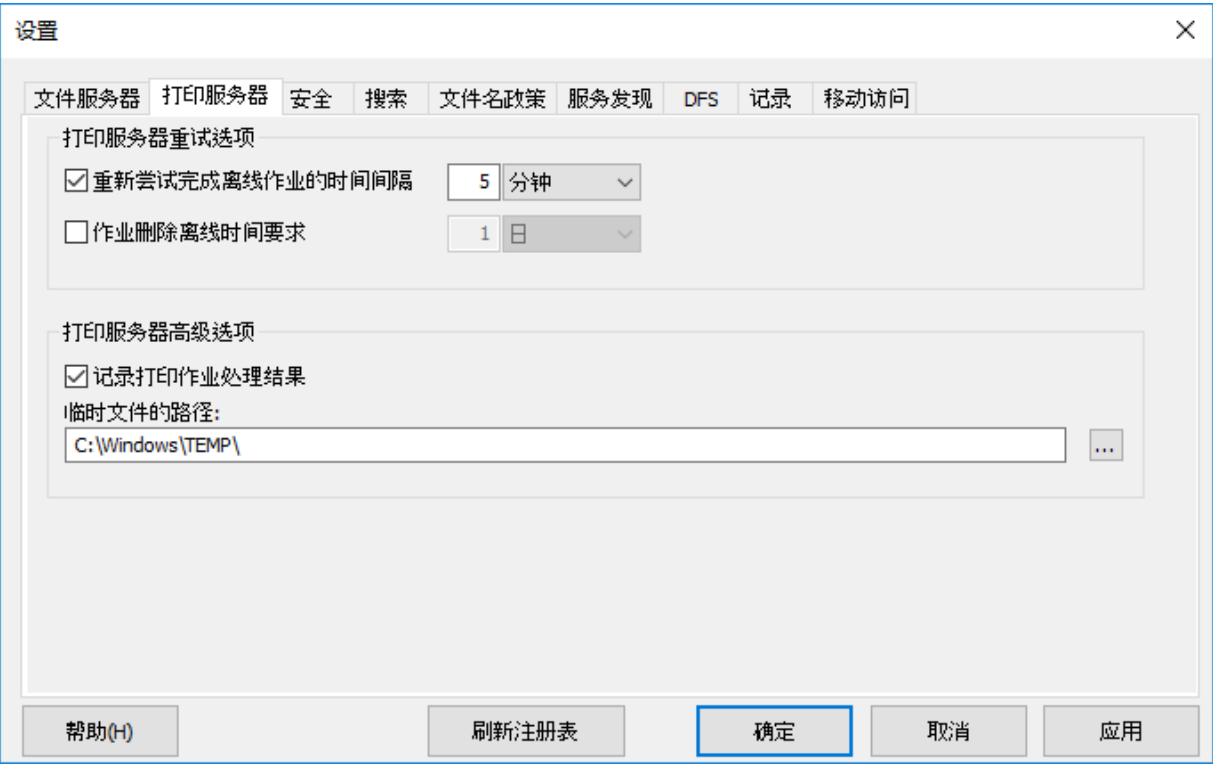 设置
文件服务器 打印服务器 安全 搜索 文件名政策 服务发现 DFS 记录 移动访问
打印服务器重试选项
重新尝试完成离线作业的时间间隔 5 分钟
作业删除离线时间要求 1 日
打印服务器高级选项
记录打印作业处理结果
临时文件的路径:
C:\Windows\TEMP\
...
帮助(H) 刷新注册表 确定 取消 应用